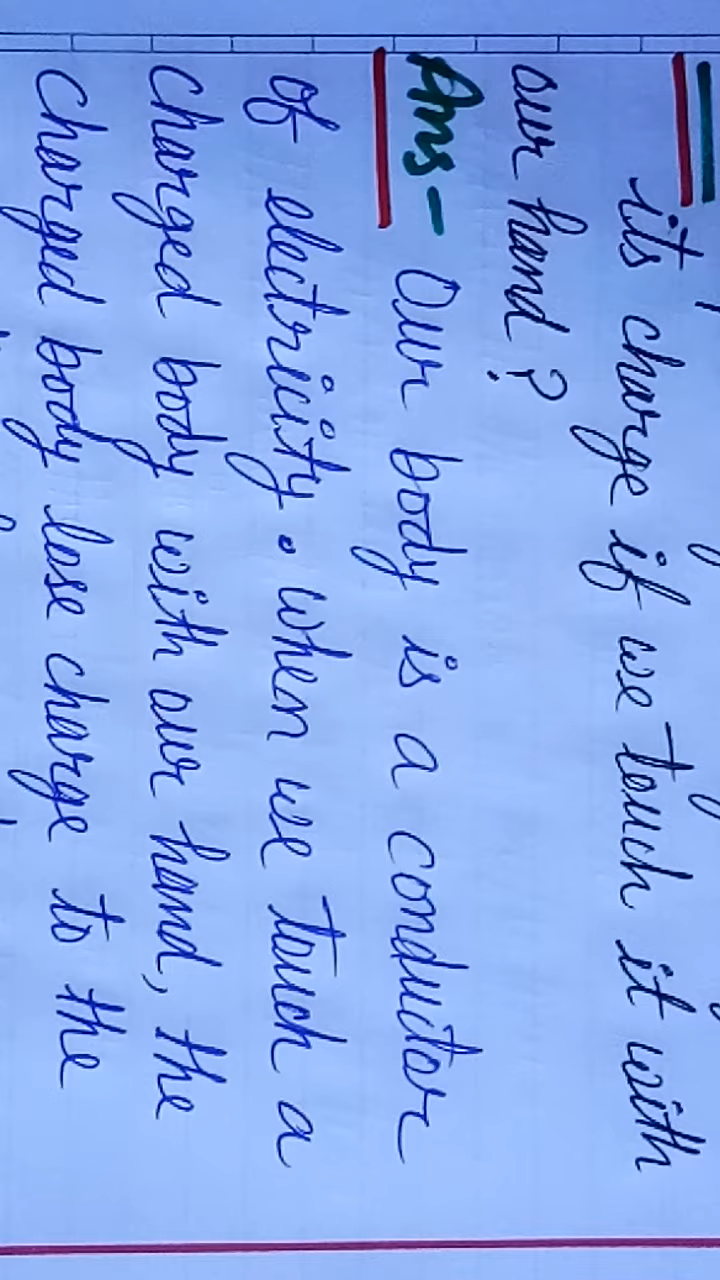 its charge if we touch it with
our hand?
Ans- Our body is a conductor
of electricity. When we touch a
charged body with our hand, the
charged body lose charge to the